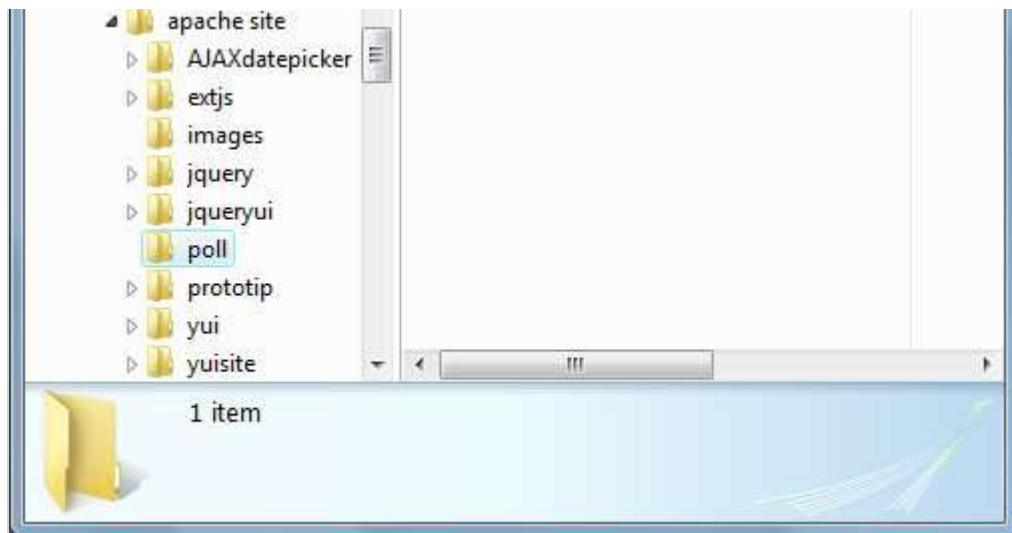 apache site
AJAXdatepicker
extjs
images
jquery
jqueryui
poll
prototip
yui
yuisite
1 item